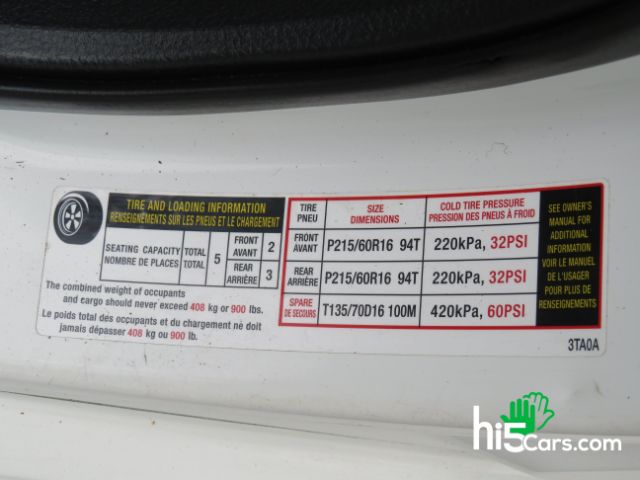 TIRE AND LOADING INFORMATION
RENSEIGNEMENTS SUR LES PNEUS ET LE CHARGEMENT
SEATING CAPACITY
NOMBRE DE PLACES
TOTAL
TOTAL
5
FRONT
AVANT
2
REAR
ARRIÈRE
3
The combined weight of occupants
and cargo should never exceed 408 kg or 900 lbs.
Le poids total des occupants et du chargement ne doit
jamais dépasser 408 kg ou 900 lb.
TIRE
PNEU
SIZE
DIMENSIONS
COLD TIRE PRESSURE
PRESSION DES PNEUS À FROID
FRONT
AVANT
P215/60R16 94T
220kPa, 32PSI
REAR
ARRIÈRE
P215/60R16 94T
220kPa, 32PSI
SPARE
DE SECOURS
T135/70D16 100M
420kPa, 60PSI
SEE OWNER'S
MANUAL FOR
ADDITIONAL
INFORMATION
VOIR LE MANUEL
DE L'USAGER
POUR PLUS DE
RENSEIGNEMENTS
3TA0A
hi5Cars.com